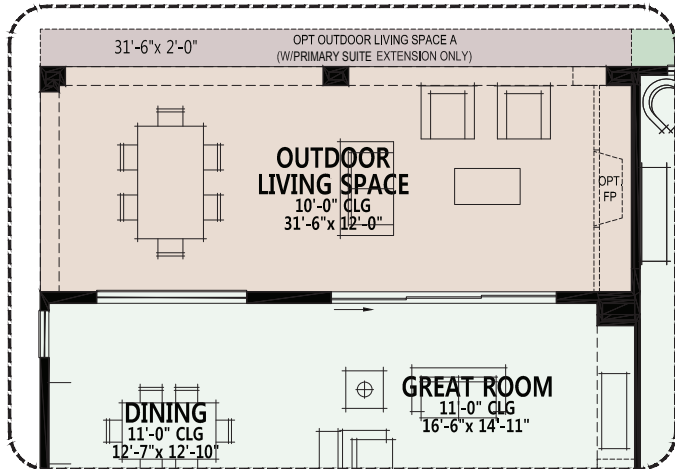 31'-6"x 2'-0"
OPT OUTDOOR LIVING SPACE A
(W/PRIMARY SUITE EXTENSION ONLY)
OUTDOOR
LIVING SPACE
10'-0" CLG
31'-6"x 12'-0"
OPT.
FP
GREAT ROOM
11'-0" CLG
16'-6"x 14'-11"
DINING
11'-0" CLG
12'-7"x 12'-10"